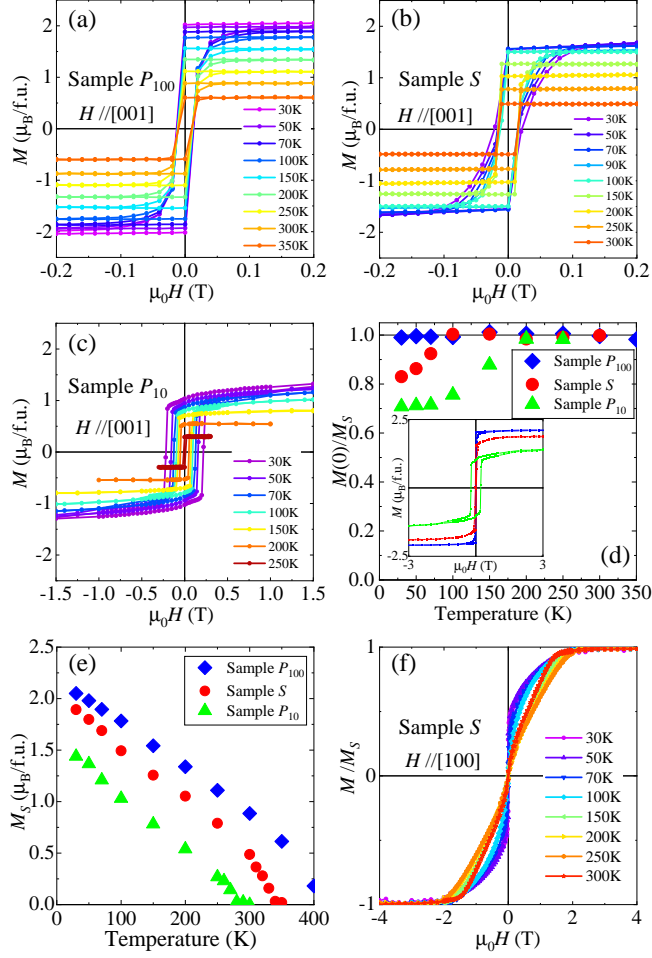 (a)
Sample P100
H //[001]
30K
50K
70K
100K
150K
200K
250K
300K
350K
M (μB/f.u.)
2
1
0
-1
-2
-0.2 -0.1 0.0 0.1 0.2
μ0H (T)
(b)
Sample S
H //[001]
30K
50K
70K
90K
100K
150K
200K
250K
300K
M (μB/f.u.)
2
1
0
-1
-2
-0.2 -0.1 0.0 0.1 0.2
μ0H (T)
(c)
Sample P10
H //[001]
30K
50K
70K
100K
150K
200K
250K
M (μB/f.u.)
2
1
0
-1
-2
-1.5 -1.0 -0.5 0.0 0.5 1.0 1.5
μ0H (T)
(d)
Sample P100
Sample S
Sample P10
M(0)/MS
1.0
0.8
0.6
0.4
0.2
0.0
0 50 100 150 200 250 300 350
Temperature (K)
M (μB/f.u.)
2.5
-2.5
-3 3
μ0H (T)
(e)
Sample P100
Sample S
Sample P10
MS (μB/f.u.)
2.5
2.0
1.5
1.0
0.5
0.0
0 100 200 300 400
Temperature (K)
(f)
Sample S
H //[100]
30K
50K
70K
100K
150K
200K
250K
300K
M /MS
1
0
-1
-4 -2 0 2 4
μ0H (T)